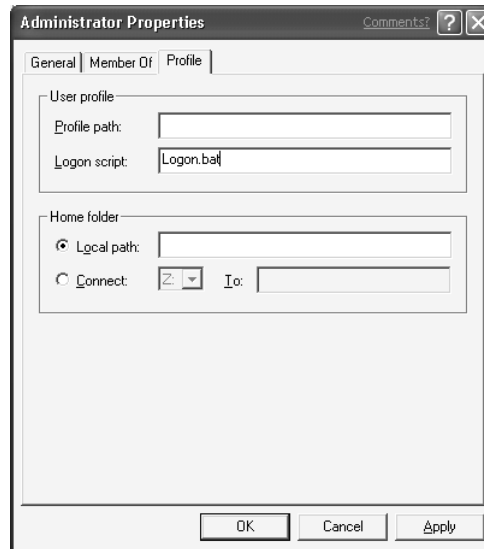 Administrator Properties Comments? ? X
General Member Of Profile
User profile
Profile path:
Logon script: Logon.bat
Home folder
Local path:
Connect: Z: To:
OK Cancel Apply